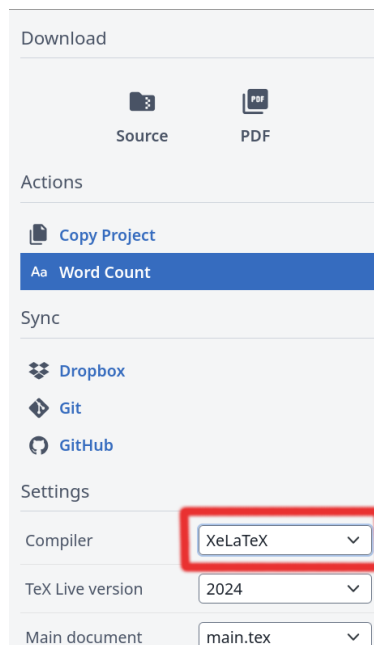 Download
PDF
Source
PDF
Actions
Copy Project
Aa Word Count
Sync
Dropbox
Git
GitHub
Settings
Compiler XeLaTeX
TeX Live version 2024
Main document main.tex